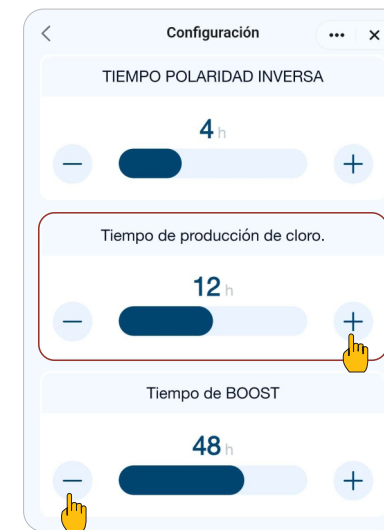 Configuración
TIEMPO POLARIDAD INVERSA
4 h
Tiempo de producción de cloro.
12 h
Tiempo de BOOST
48 h